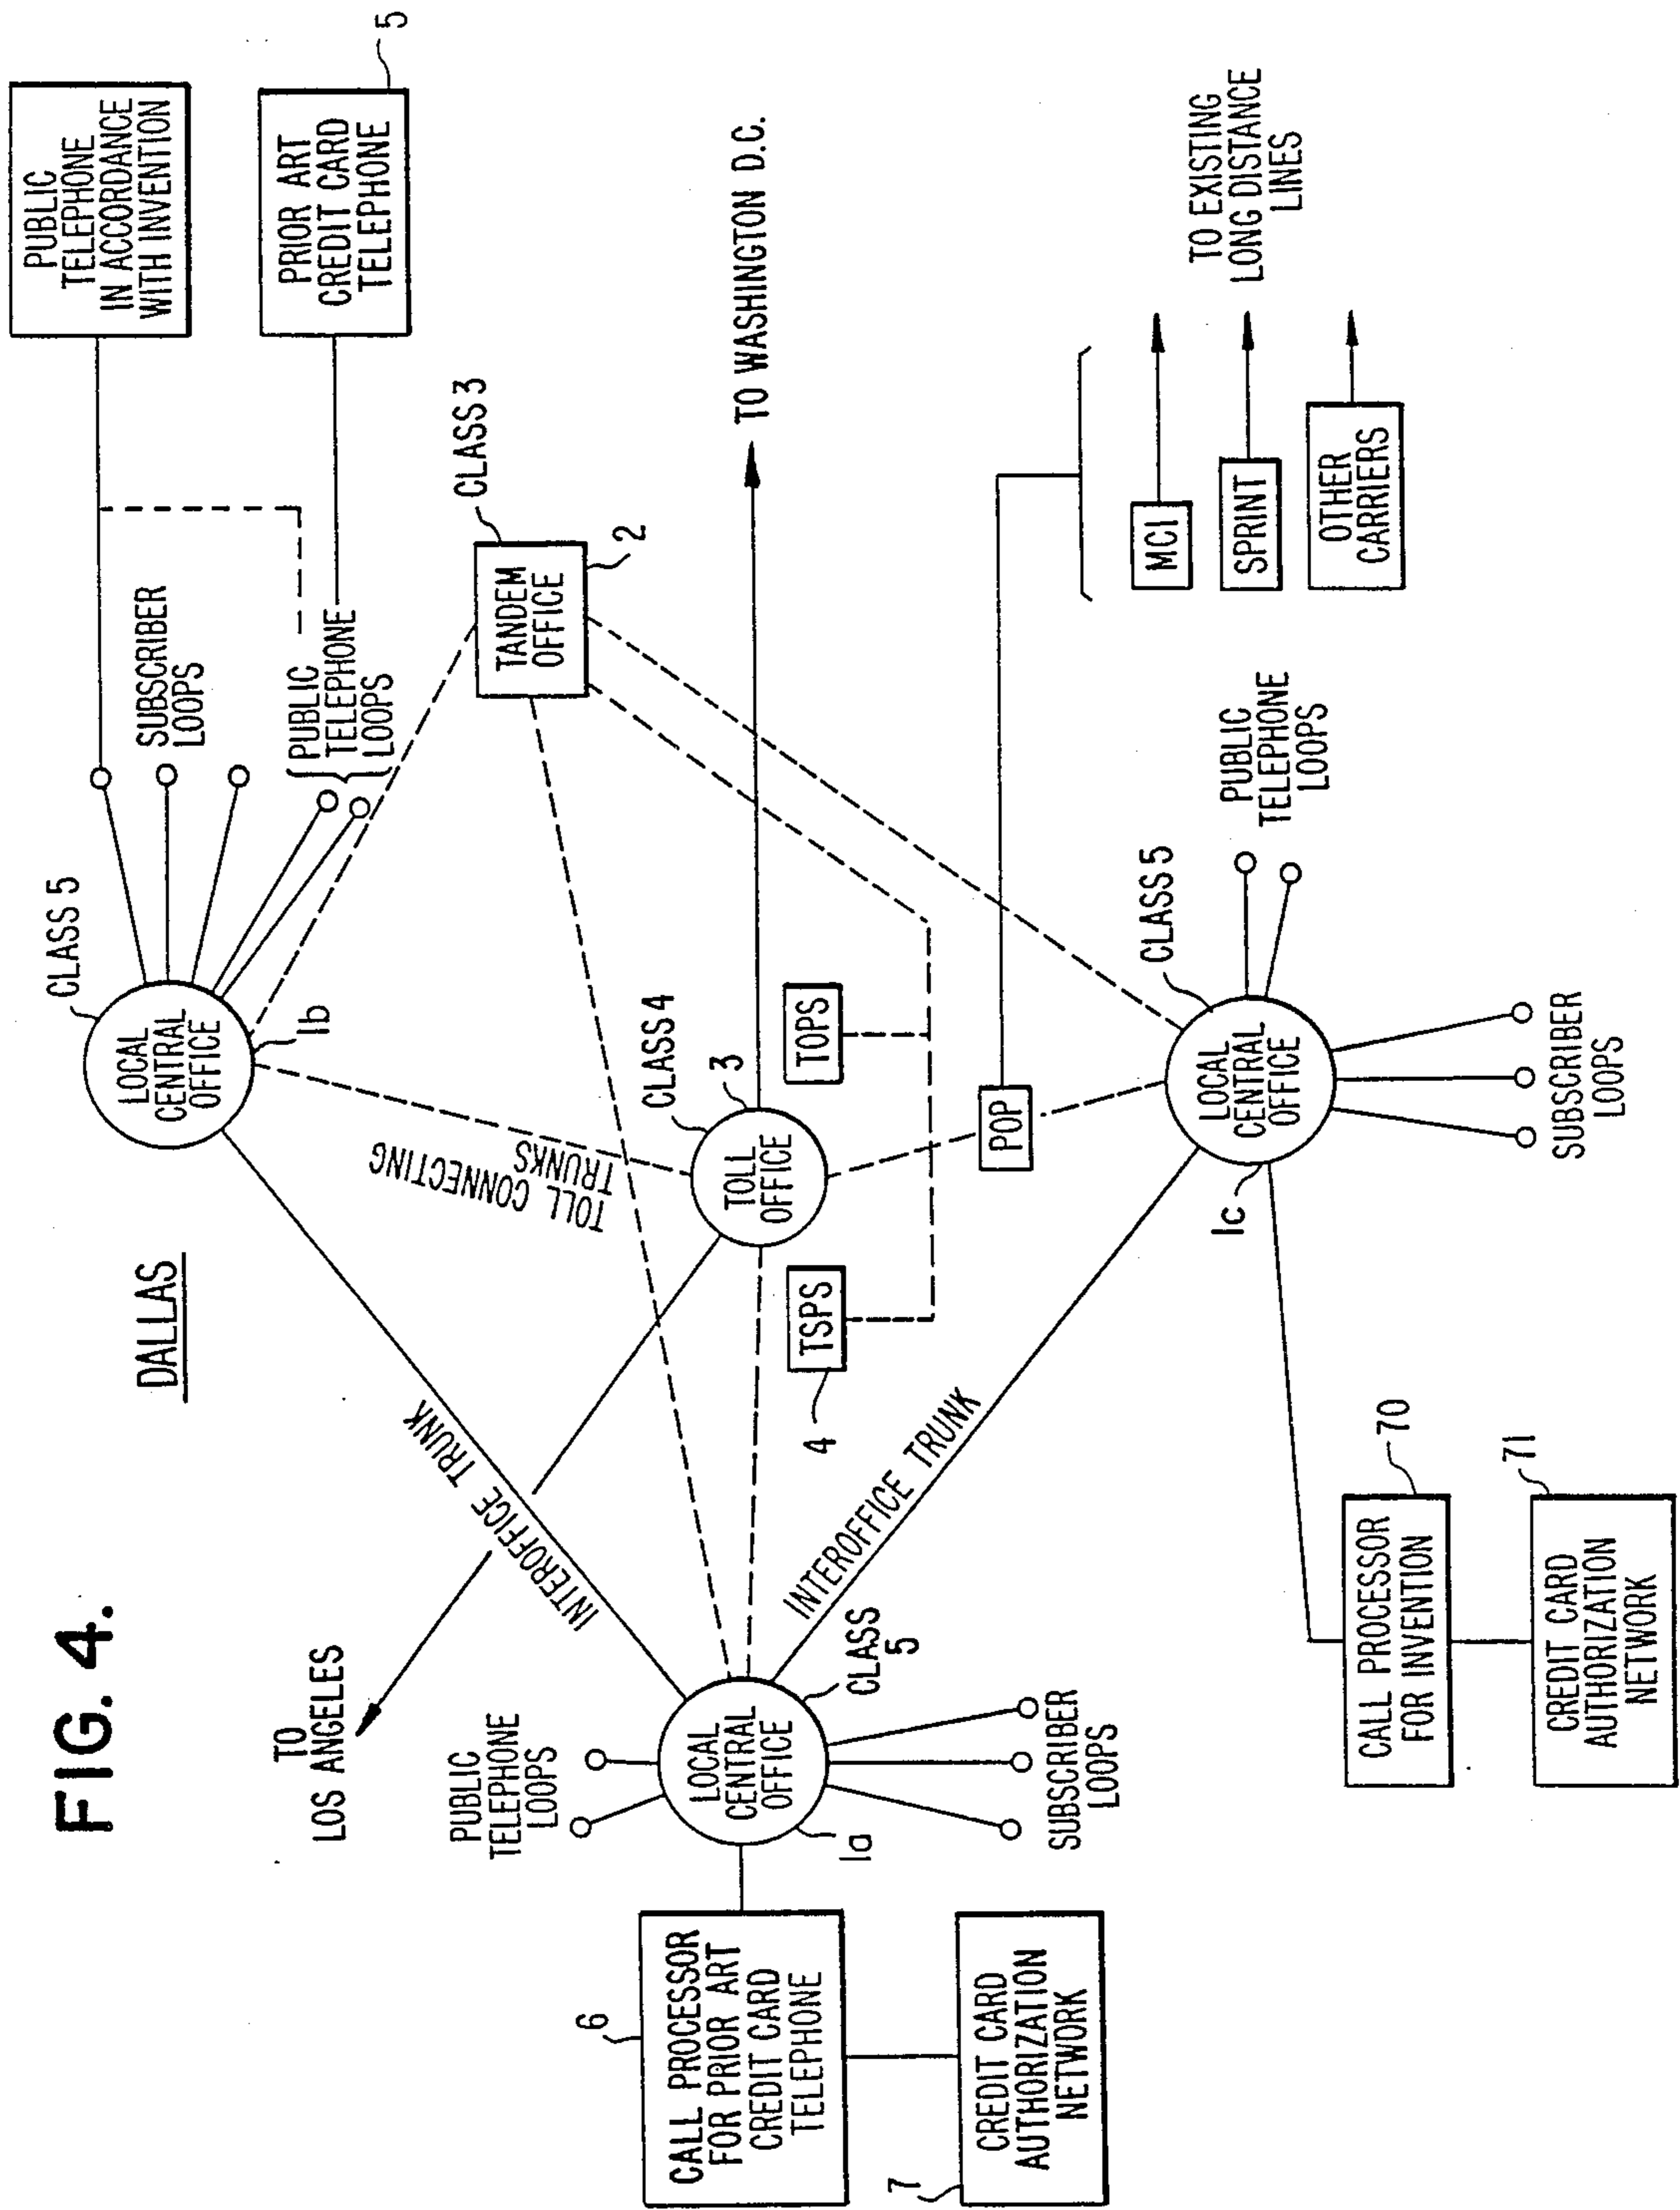 FIG. 4.
DALLAS
TO
LOS ANGELES
CLASS 5
LOCAL
CENTRAL
OFFICE
1b
SUBSCRIBER
LOOPS
PUBLIC
TELEPHONE
LOOPS
PUBLIC
TELEPHONE
IN ACCORDANCE
WITH INVENTION
PRIOR ART
CREDIT CARD
TELEPHONE
5
INTEROFFICE TRUNK
TOLL CONNECTING
TRUNKS
CLASS 3
TANDEM
OFFICE
2
PUBLIC
TELEPHONE
LOOPS
6
CALL PROCESSOR
FOR PRIOR ART
CREDIT CARD
TELEPHONE
LOCAL
CENTRAL
OFFICE
1a
CLASS
5
SUBSCRIBER
LOOPS
7
CREDIT CARD
AUTHORIZATION
NETWORK
CLASS 4
3
TOLL
OFFICE
TO WASHINGTON D.C.
TSPS
4
TOPS
INTEROFFICE TRUNK
POP
MCI
SPRINT
OTHER
CARRIERS
TO EXISTING
LONG DISTANCE
LINES
CLASS 5
LOCAL
CENTRAL
OFFICE
1c
PUBLIC
TELEPHONE
LOOPS
SUBSCRIBER
LOOPS
CALL PROCESSOR
FOR INVENTION
70
CREDIT CARD
AUTHORIZATION
NETWORK
71